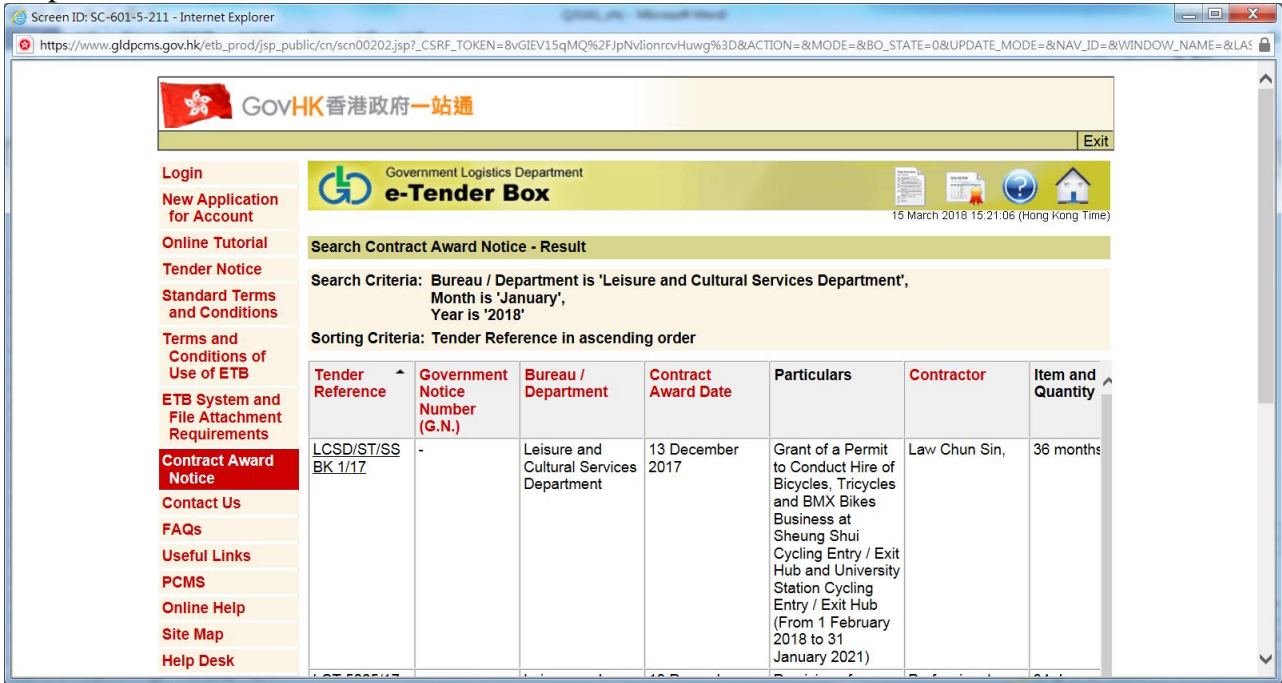 Screen ID: SC-601-5-211 - Internet Explorer
https://www.gldpcms.gov.hk/etb_prod/jsp_public/cn/scn00202.jsp?_CSRF_TOKEN=8vGIEV15qMQ%2FJpNvIionrcvHuwg%3D&ACTION=&MODE=&BO_STATE=0&UPDATE_MODE=&NAV_ID=&WINDOW_NAME=&LAS
GovHK香港政府一站通
Exit
Login
New Application
for Account
Online Tutorial
Tender Notice
Standard Terms
and Conditions
Terms and
Conditions of
Use of ETB
ETB System and
File Attachment
Requirements
Contract Award
Notice
Contact Us
FAQs
Useful Links
PCMS
Online Help
Site Map
Help Desk
Government Logistics Department
e-Tender Box
15 March 2018 15:21:06 (Hong Kong Time)
Search Contract Award Notice - Result
Search Criteria: Bureau / Department is 'Leisure and Cultural Services Department',
Month is 'January',
Year is '2018'
Sorting Criteria: Tender Reference in ascending order
Tender
Reference
Government
Notice
Number
(G.N.)
Bureau /
Department
Contract
Award Date
Particulars
Contractor
Item and
Quantity
LCSD/ST/SS
BK 1/17
-
Leisure and
Cultural Services
Department
13 December
2017
Grant of a Permit
to Conduct Hire of
Bicycles, Tricycles
and BMX Bikes
Business at
Sheung Shui
Cycling Entry / Exit
Hub and University
Station Cycling
Entry / Exit Hub
(From 1 February
2018 to 31
January 2021)
Law Chun Sin,
36 months